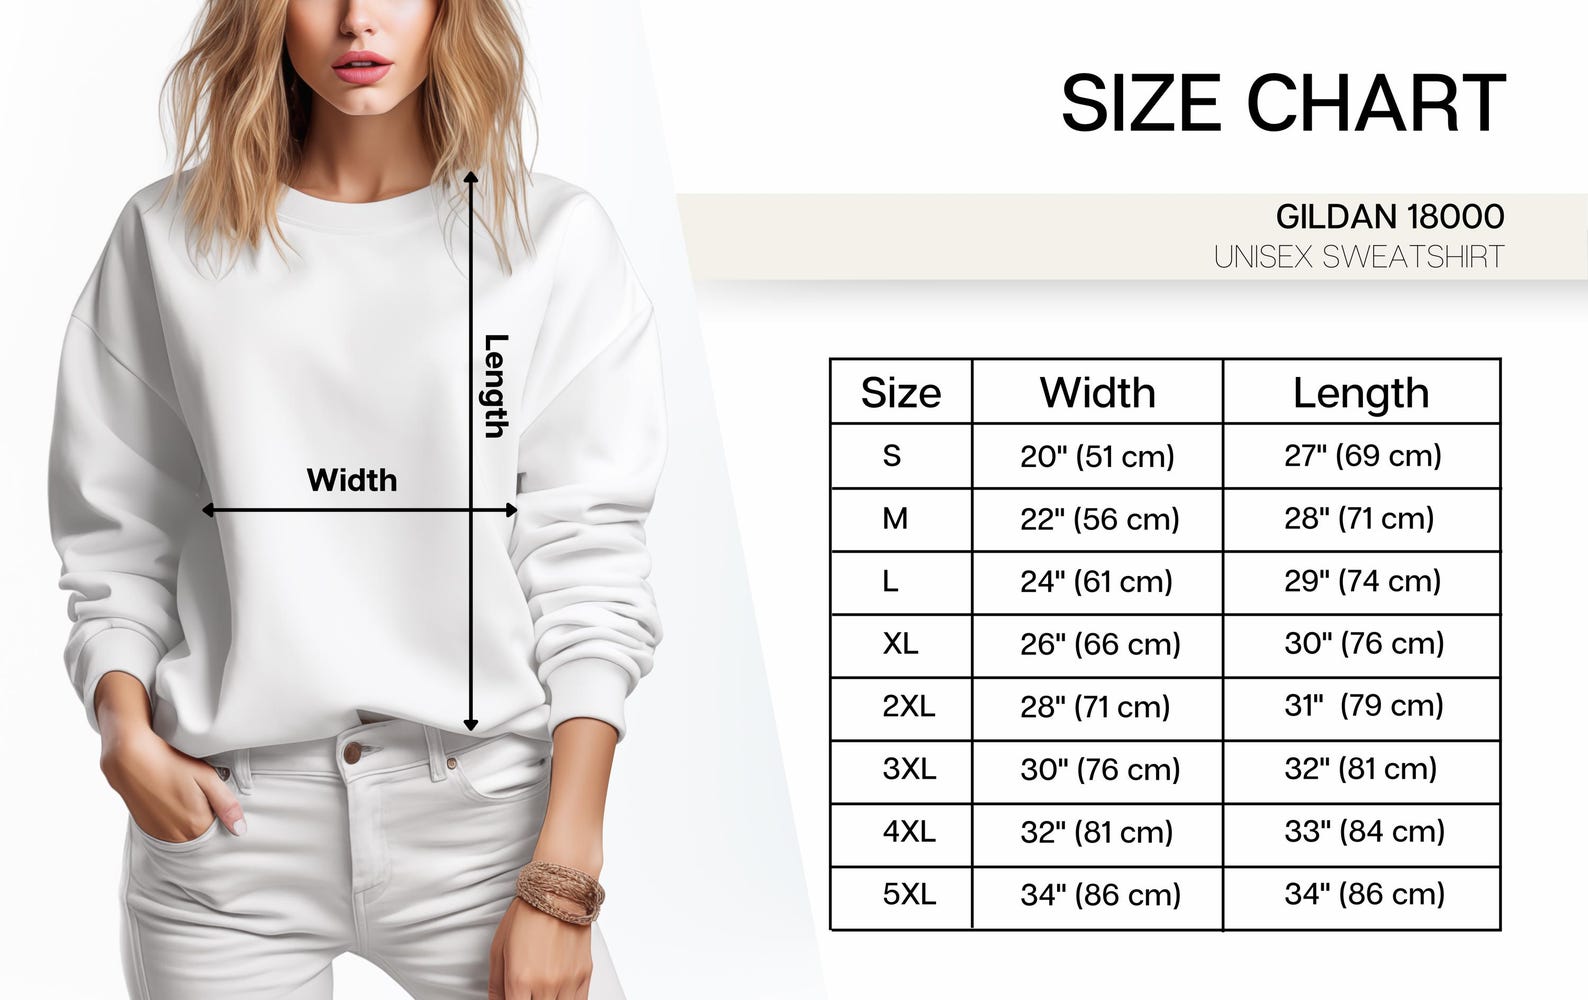 SIZE CHART
GILDAN 18000
UNISEX SWEATSHIRT
Length
Width
Size Width Length
S 20" (51 cm) 27" (69 cm)
M 22" (56 cm) 28" (71 cm)
L 24" (61 cm) 29" (74 cm)
XL 26" (66 cm) 30" (76 cm)
2XL 28" (71 cm) 31" (79 cm)
3XL 30" (76 cm) 32" (81 cm)
4XL 32" (81 cm) 33" (84 cm)
5XL 34" (86 cm) 34" (86 cm)